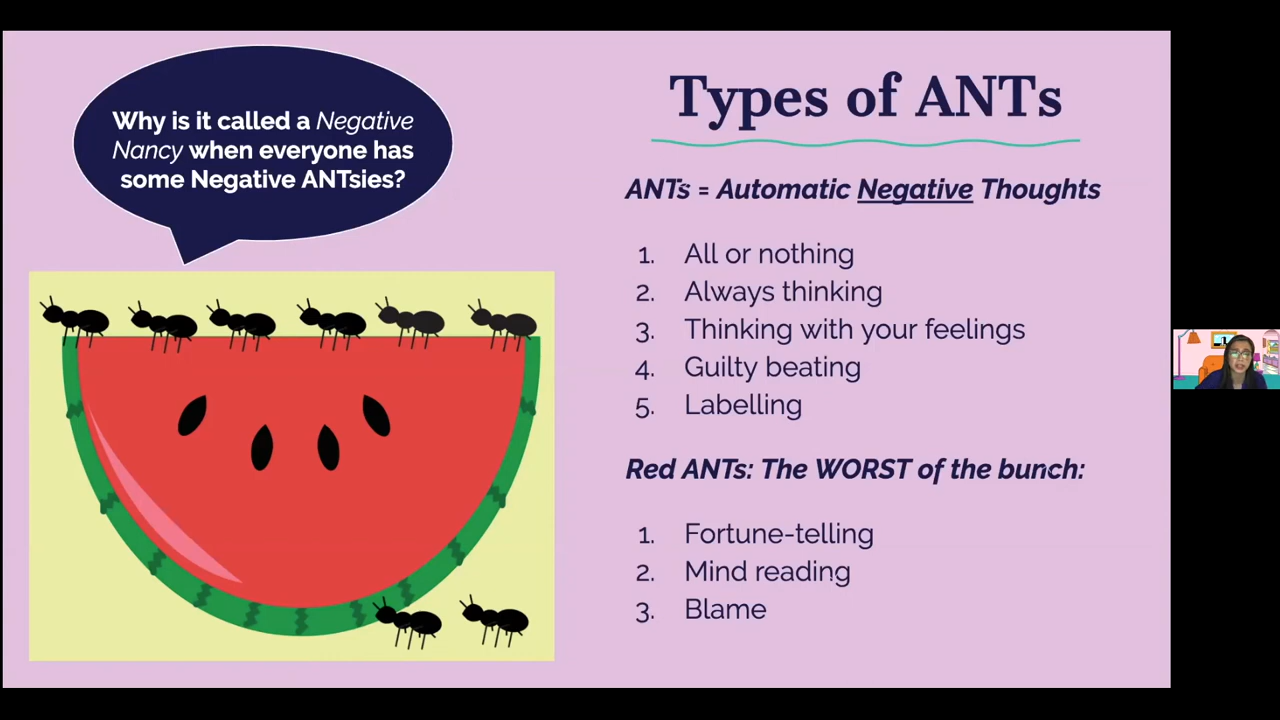 Why is it called a Negative
Nancy when everyone has
some Negative ANTsies?
Types of ANTs
ANTs = Automatic Negative Thoughts
1. All or nothing
2. Always thinking
3. Thinking with your feelings
4. Guilty beating
5. Labelling
Red ANTs: The WORST of the bunch:
1. Fortune-telling
2. Mind reading
3. Blame